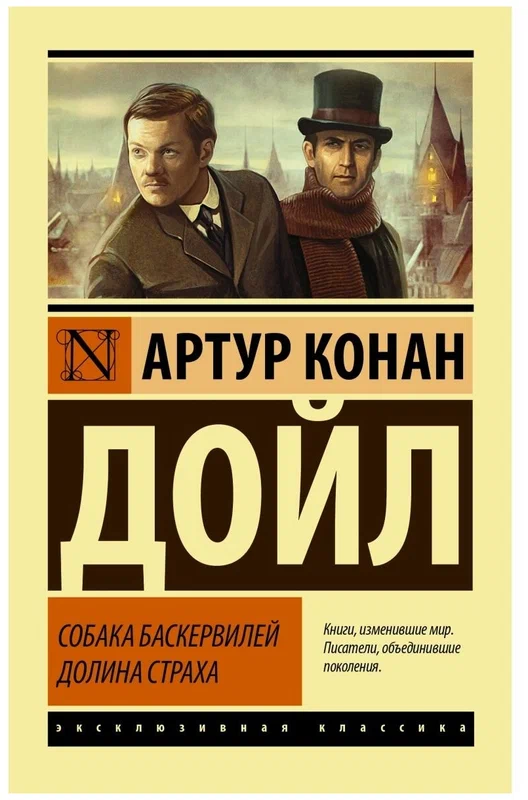 N
АРТУР КОНАН
ДОЙЛ
СОБАКА БАСКЕРВИЛЕЙ
ДОЛИНА СТРАХА
Книги, изменившие мир.
Писатели, объединившие
поколения.
эксклюзивная классика